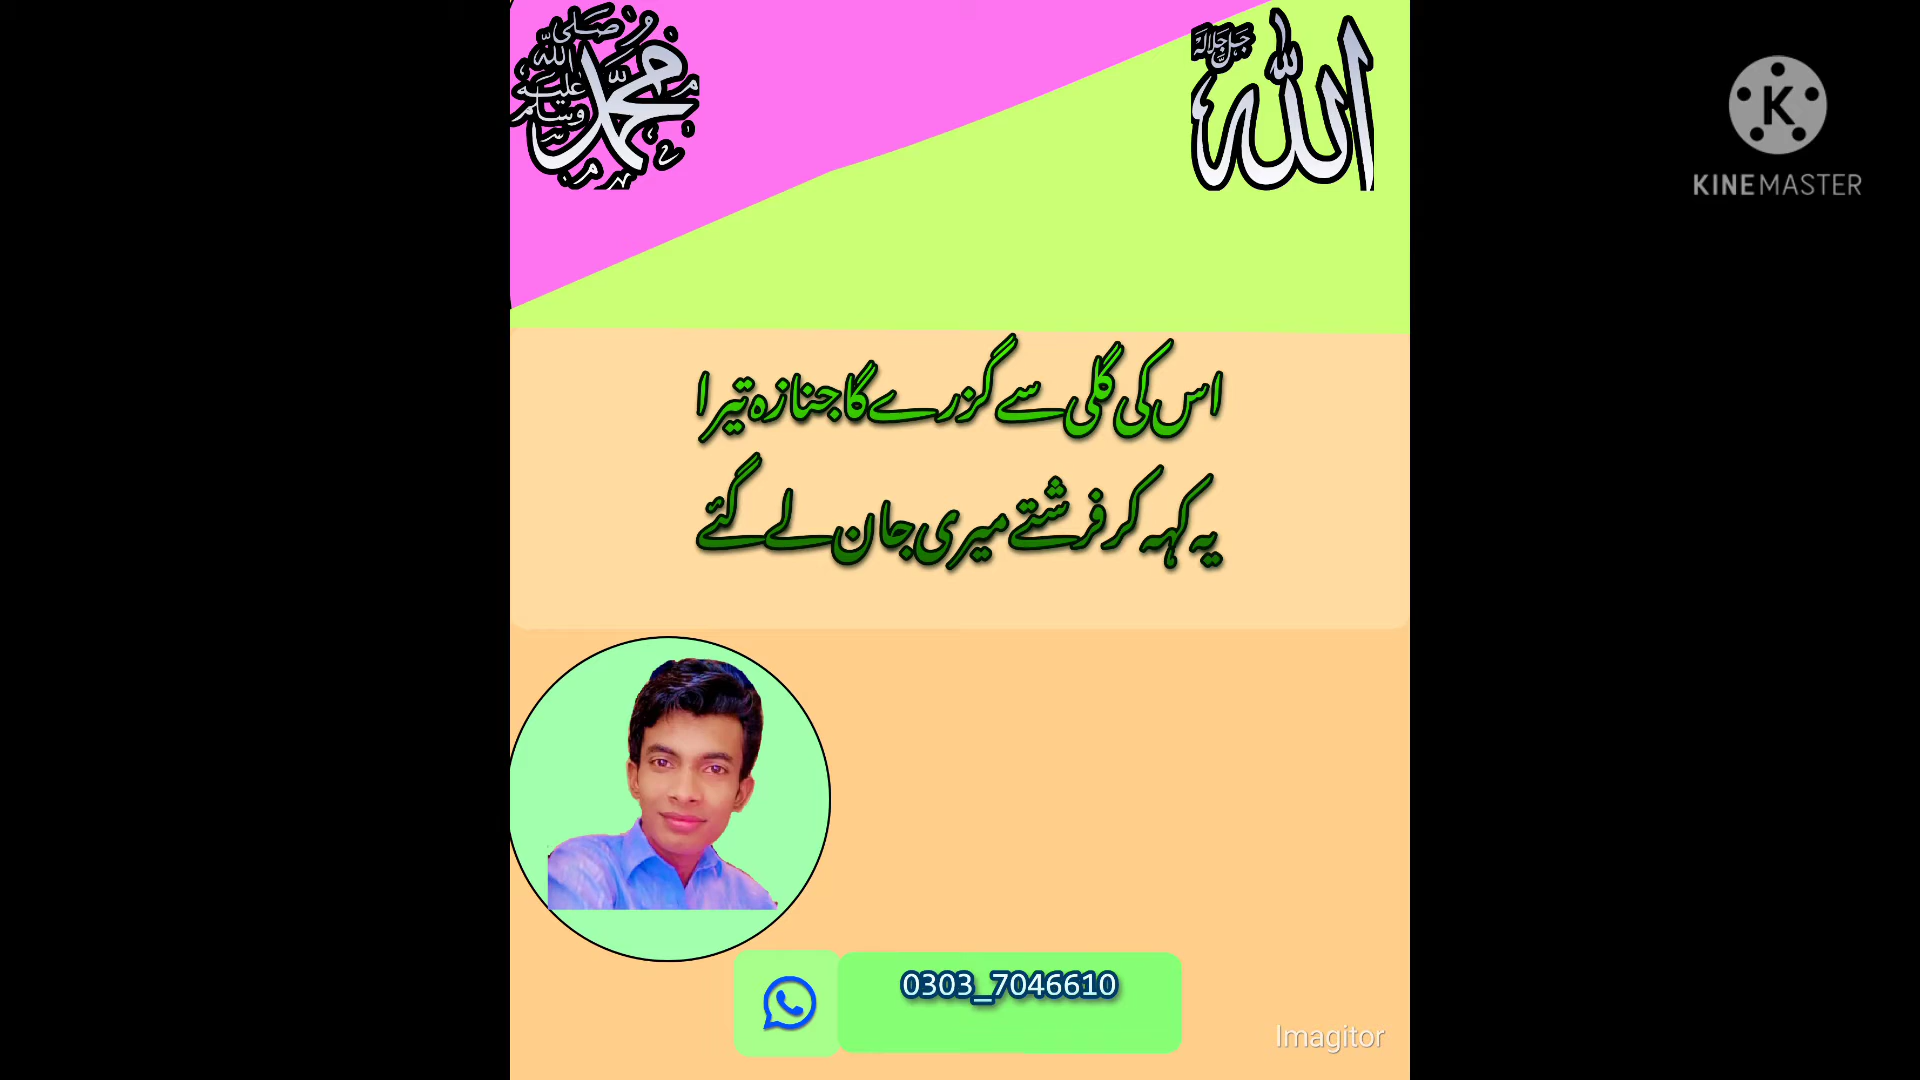 اللہ جل جلالہ
محمد صلی اللہ علیہ وسلم
K
KINEMASTER
اس کی گلی سے گزرے گا جنازہ تیرا
یہ کہہ کر فرشتے میری جان لے گئے
0303_7046610
Imagitor